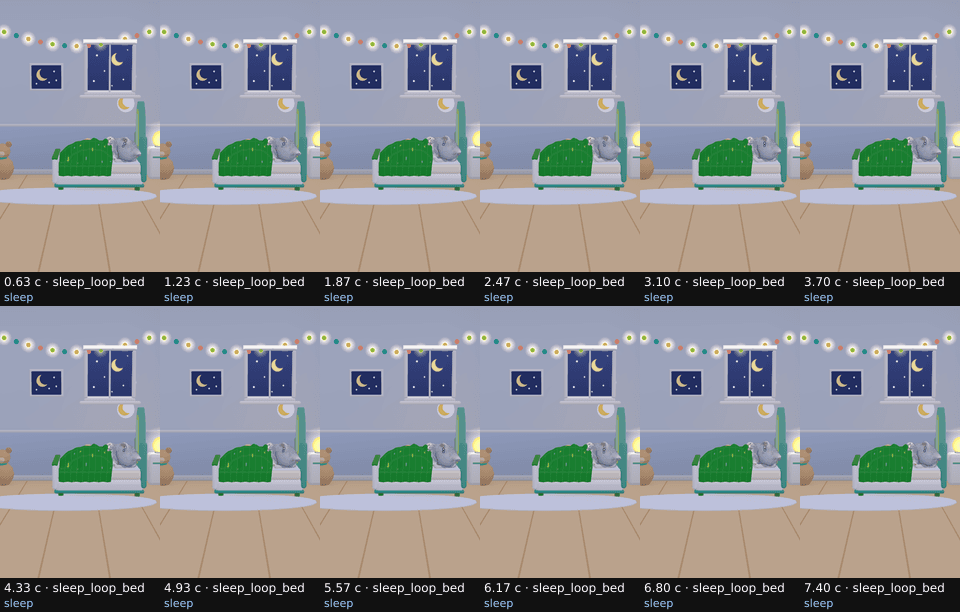 0.63 с · sleep_loop_bed
sleep
1.23 с · sleep_loop_bed
sleep
1.87 с · sleep_loop_bed
sleep
2.47 с · sleep_loop_bed
sleep
3.10 с · sleep_loop_bed
sleep
3.70 с · sleep_loop_bed
sleep
4.33 с · sleep_loop_bed
sleep
4.93 с · sleep_loop_bed
sleep
5.57 с · sleep_loop_bed
sleep
6.17 с · sleep_loop_bed
sleep
6.80 с · sleep_loop_bed
sleep
7.40 с · sleep_loop_bed
sleep